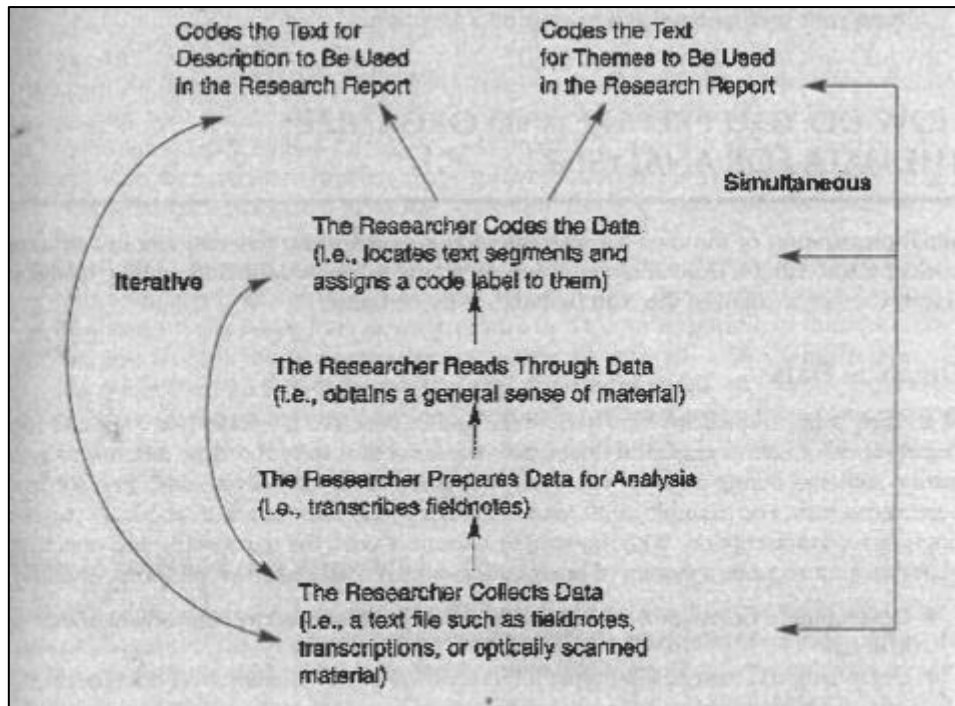 Codes the Text for
Description to Be Used
in the Research Report
Codes the Text
for Themes to Be Used
in the Research Report
Simultaneous
The Researcher Codes the Data
(i.e., locates text segments and
assigns a code label to them)
Iterative
The Researcher Reads Through Data
(i.e., obtains a general sense of material)
The Researcher Prepares Data for Analysis
(i.e., transcribes fieldnotes)
The Researcher Collects Data
(i.e., a text file such as fieldnotes,
transcriptions, or optically scanned
material)